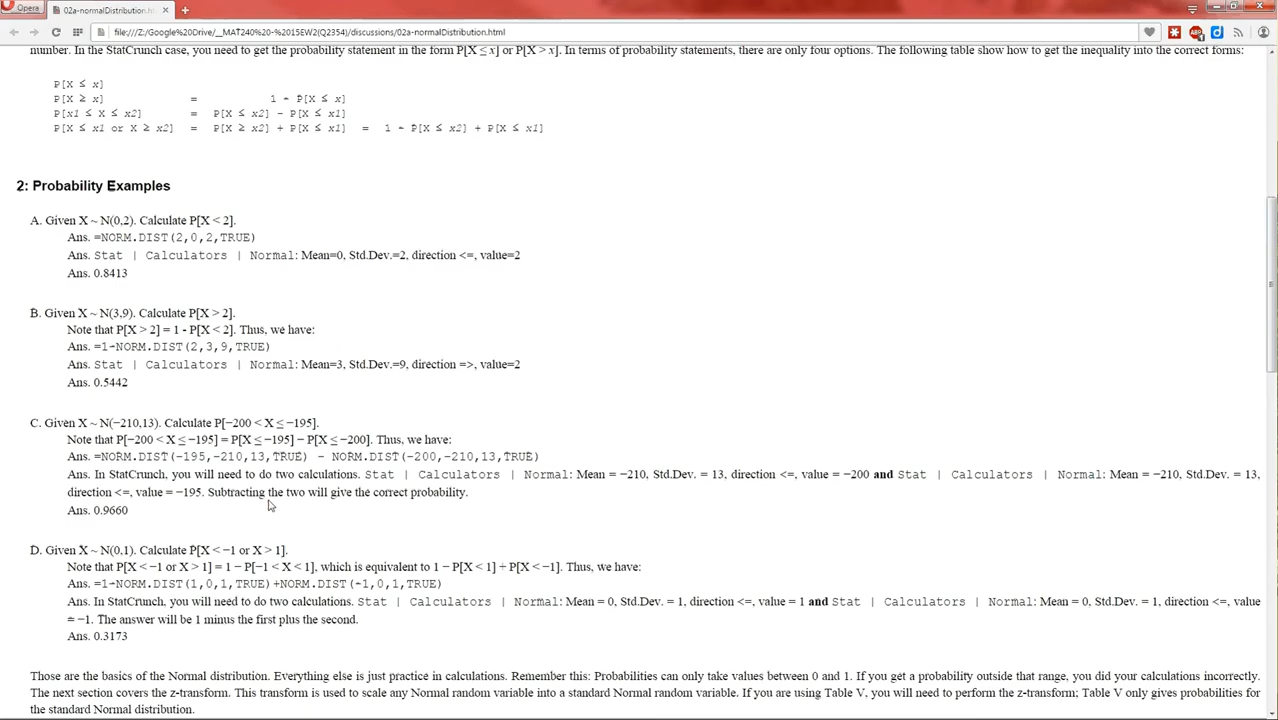 Opera
02a-normalDistribution.ht
file:///Z:/Google%20Drive/__MAT240%20-%2015EW2(Q2354)/discussions/02a-normalDistribution.html
number. In the StatCrunch case, you need to get the probability statement in the form P[X ≤ x] or P[X > x]. In terms of probability statements, there are only four options. The following table show how to get the inequality into the correct forms:
P[X ≤ x]
P[X ≥ x] = 1 − P[X ≤ x]
P[x1 ≤ X ≤ x2] = P[X ≤ x2] − P[X ≤ x1]
P[X ≤ x1 or X ≥ x2] = P[X ≥ x2] + P[X ≤ x1] = 1 − P[X ≤ x2] + P[X ≤ x1]
2: Probability Examples
A. Given X ~ N(0,2). Calculate P[X < 2].
Ans. =NORM.DIST(2,0,2,TRUE)
Ans. Stat | Calculators | Normal: Mean=0, Std.Dev.=2, direction <=, value=2
Ans. 0.8413
B. Given X ~ N(3,9). Calculate P[X > 2].
Note that P[X > 2] = 1 - P[X < 2]. Thus, we have:
Ans. =1−NORM.DIST(2,3,9,TRUE)
Ans. Stat | Calculators | Normal: Mean=3, Std.Dev.=9, direction =>, value=2
Ans. 0.5442
C. Given X ~ N(−210,13). Calculate P[−200 < X ≤ −195].
Note that P[−200 < X ≤ −195] = P[X ≤ −195] − P[X ≤ −200]. Thus, we have:
Ans. =NORM.DIST(-195,-210,13,TRUE) - NORM.DIST(-200,-210,13,TRUE)
Ans. In StatCrunch, you will need to do two calculations. Stat | Calculators | Normal: Mean = −210, Std.Dev. = 13, direction <=, value = −200 and Stat | Calculators | Normal: Mean = −210, Std.Dev. = 13,
direction <=, value = −195. Subtracting the two will give the correct probability.
Ans. 0.9660
D. Given X ~ N(0,1). Calculate P[X < −1 or X > 1].
Note that P[X < −1 or X > 1] = 1 − P[−1 < X < 1], which is equivalent to 1 − P[X < 1] + P[X < −1]. Thus, we have:
Ans. =1−NORM.DIST(1,0,1,TRUE)+NORM.DIST(−1,0,1,TRUE)
Ans. In StatCrunch, you will need to do two calculations. Stat | Calculators | Normal: Mean = 0, Std.Dev. = 1, direction <=, value = 1 and Stat | Calculators | Normal: Mean = 0, Std.Dev. = 1, direction <=, value
= −1. The answer will be 1 minus the first plus the second.
Ans. 0.3173
Those are the basics of the Normal distribution. Everything else is just practice in calculations. Remember this: Probabilities can only take values between 0 and 1. If you get a probability outside that range, you did your calculations incorrectly.
The next section covers the z-transform. This transform is used to scale any Normal random variable into a standard Normal random variable. If you are using Table V, you will need to perform the z-transform; Table V only gives probabilities for
the standard Normal distribution.